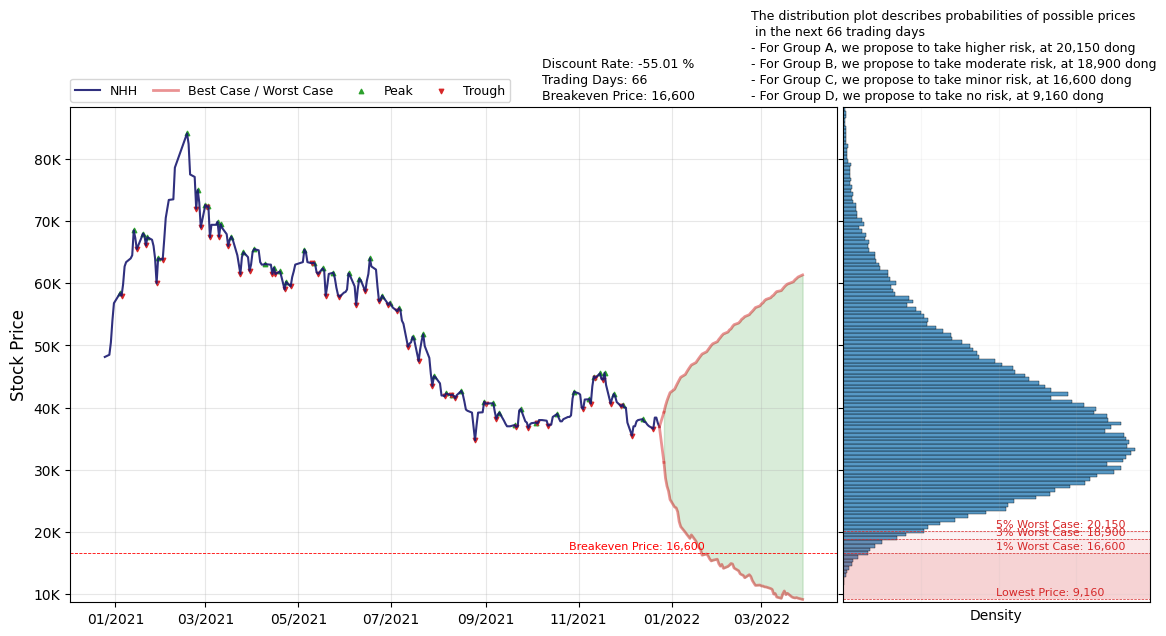 The distribution plot describes probabilities of possible prices
in the next 66 trading days
- For Group A, we propose to take higher risk, at 20,150 dong
- For Group B, we propose to take moderate risk, at 18,900 dong
- For Group C, we propose to take minor risk, at 16,600 dong
- For Group D, we propose to take no risk, at 9,160 dong
Discount Rate: -55.01 %
Trading Days: 66
Breakeven Price: 16,600
NHH Best Case / Worst Case Peak Trough
Stock Price
80K
70K
60K
50K
40K
30K
20K
10K
Breakeven Price: 16,600
01/2021 03/2021 05/2021 07/2021 09/2021 11/2021 01/2022 03/2022
5% Worst Case: 20,150
3% Worst Case: 18,900
1% Worst Case: 16,600
Lowest Price: 9,160
Density